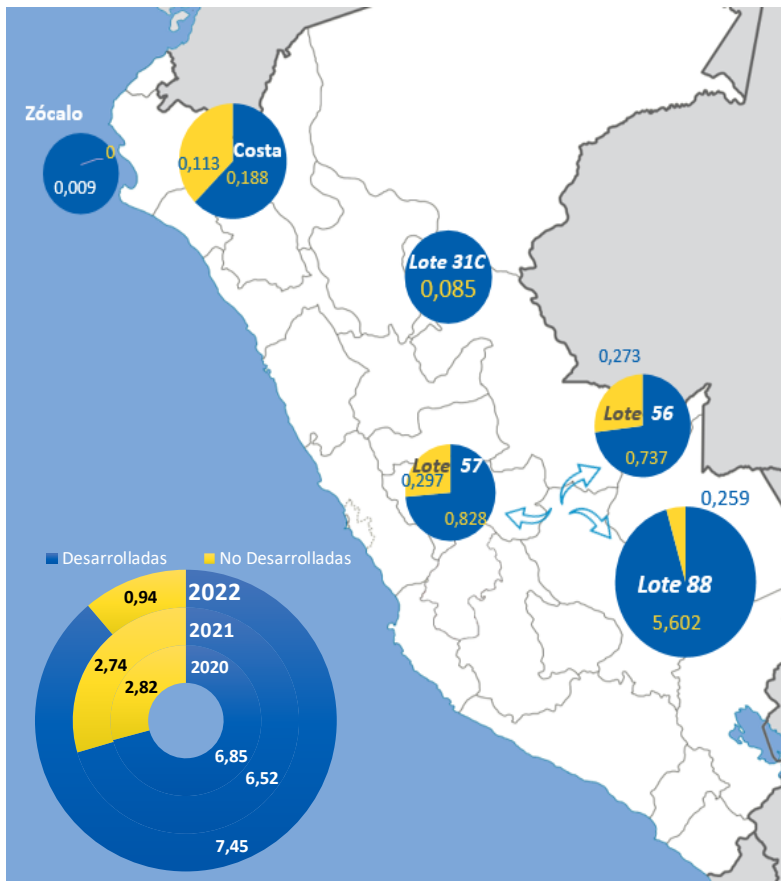 Zócalo
0
0,009
Costa
0,113
0,188
Lote 31C
0,085
0,273
Lote 56
0,737
Lote 57
0,297
0,828
0,259
Lote 88
5,602
Desarrolladas No Desarrolladas
2022
0,94
2021
2,74
2020
2,82
6,85
6,52
7,45